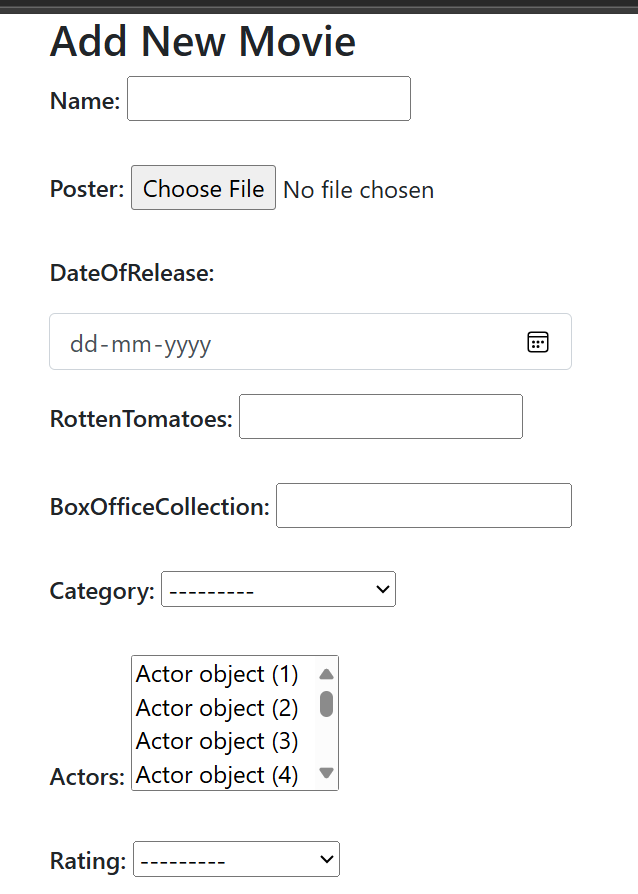 Add New Movie
Name:
Poster: Choose File No file chosen
DateOfRelease:
dd-mm-yyyy
RottenTomatoes:
BoxOfficeCollection:
Category: ---------
Actor object (1)
Actor object (2)
Actor object (3)
Actors: Actor object (4)
Rating: ---------